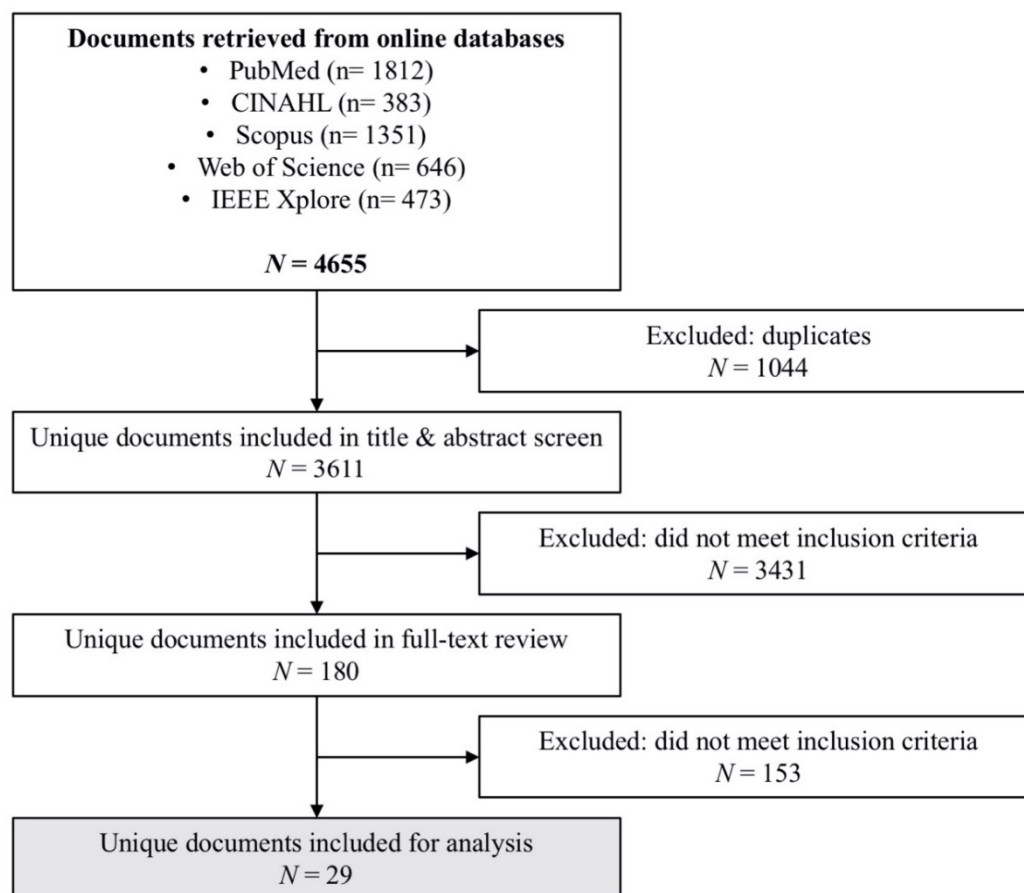 Documents retrieved from online databases
• PubMed (n= 1812)
• CINAHL (n= 383)
• Scopus (n= 1351)
• Web of Science (n= 646)
• IEEE Xplore (n= 473)
N = 4655
Excluded: duplicates
N = 1044
Unique documents included in title & abstract screen
N = 3611
Excluded: did not meet inclusion criteria
N = 3431
Unique documents included in full-text review
N = 180
Excluded: did not meet inclusion criteria
N = 153
Unique documents included for analysis
N = 29